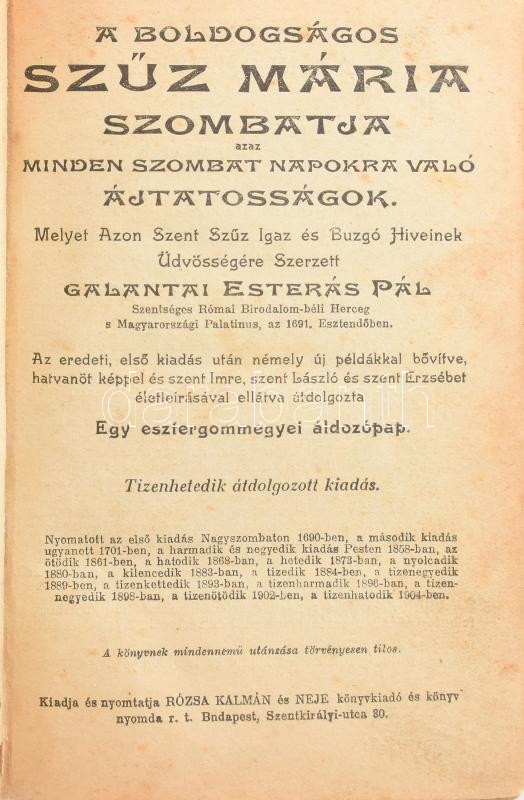 A BOLDOGSÁGOS
SZŰZ MÁRIA
SZOMBATJA
azaz
MINDEN SZOMBAT NAPOKRA VALÓ
ÁJTATOSSÁGOK.
Melyet Azon Szent Szűz Igaz és Buzgó Hiveinek
Üdvösségére Szerzett
GALANTAI ESTERÁS PÁL
Szentséges Római Birodalom-béli Herceg
s Magyarországi Palatinus, az 1691. Esztendőben.
Az eredeti, első kiadás után némely új példákkal bővítve,
hatvanöt képpel és szent Imre, szent László és szent Erzsébet
életleirásával ellátva átdolgozta
Egy esztergommegyei áldozópap.
Tizenhetedik átdolgozott kiadás.
Nyomatott az első kiadás Nagyszombaton 1690-ben, a második kiadás
ugyanott 1701-ben, a harmadik és negyedik kiadás Pesten 1858-ban, az
ötödik 1861-ben, a hatodik 1868-ban, a hetedik 1873-ban, a nyolcadik
1880-ban, a kilencedik 1883-ban, a tizedik 1884-ben, a tizenegyedik
1889-ben, a tizenkettedik 1893-ban, a tizenharmadik 1896-ban, a tizen-
negyedik 1898-ban, a tizenötödik 1902-ben, a tizenhatodik 1904-ben.
A könyvnek mindennemű utánzása törvényesen tilos.
Kiadja és nyomtatja RÓZSA KÁLMÁN és NEJE könyvkiadó és könyv
nyomda r. t. Bndapest, Szentkirályi-utca 30.
darabanth